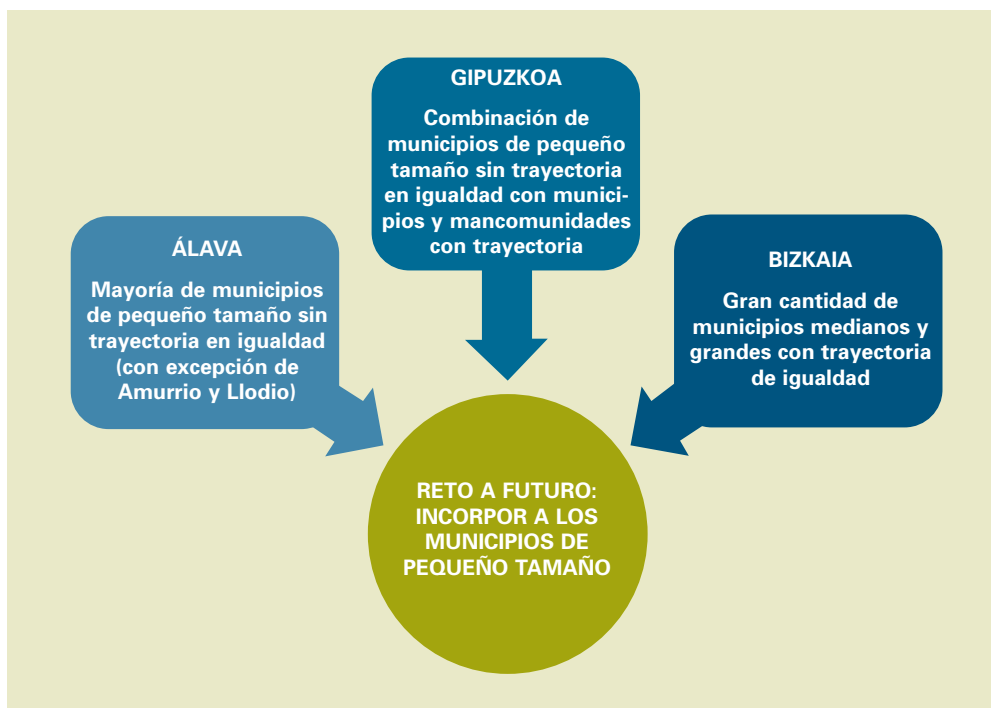 GIPUZKOA
Combinación de
municipios de pequeño
tamaño sin trayectoria
en igualdad con munici-
pios y mancomunidades
con trayectoria
ÁLAVA
Mayoría de municipios
de pequeño tamaño sin
trayectoria en igualdad
(con excepción de
Amurrio y Llodio)
BIZKAIA
Gran cantidad de
municipios medianos y
grandes con trayectoria
de igualdad
RETO A FUTURO:
INCORPOR A LOS
MUNICIPIOS DE
PEQUEÑO TAMAÑO